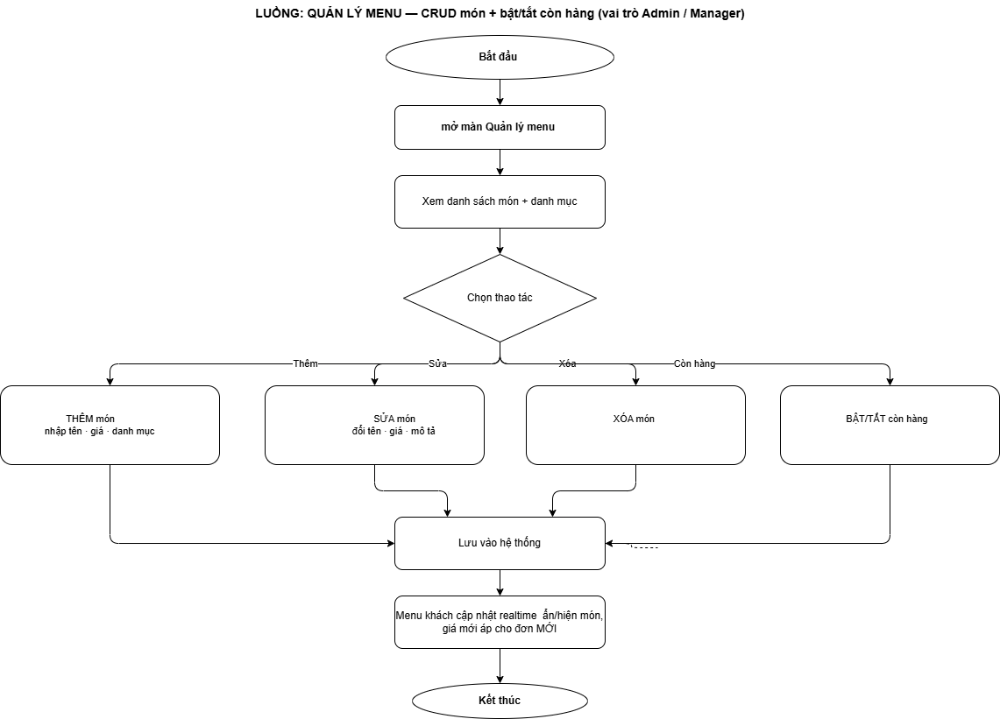 LUỒNG: QUẢN LÝ MENU — CRUD món + bật/tắt còn hàng (vai trò Admin / Manager)
Bắt đầu
mở màn Quản lý menu
Xem danh sách món + danh mục
Chọn thao tác
Thêm
Sửa
Xóa
Còn hàng
THÊM món
nhập tên · giá · danh mục
SỬA món
đổi tên · giá · mô tả
XÓA món
BẬT/TẮT còn hàng
Lưu vào hệ thống
Menu khách cập nhật realtime  ẩn/hiện món,
giá mới áp cho đơn MỚI
Kết thúc